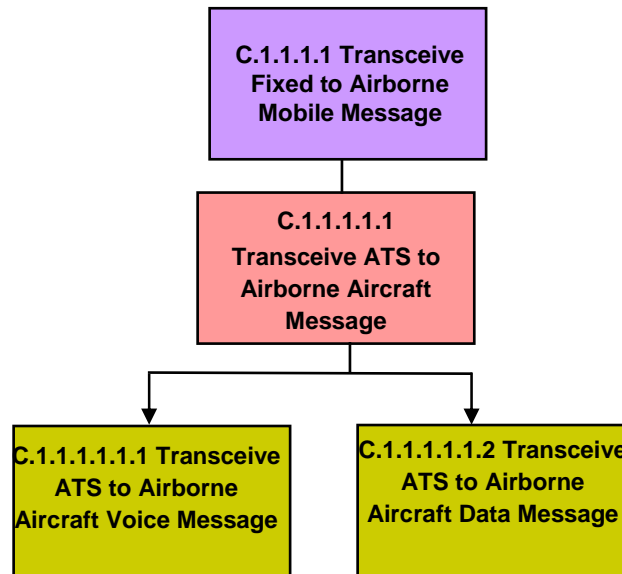 C.1.1.1.1 Transceive
Fixed to Airborne
Mobile Message
C.1.1.1.1.1
Transceive ATS to
Airborne Aircraft
Message
C.1.1.1.1.1.1 Transceive
ATS to Airborne
Aircraft Voice Message
C.1.1.1.1.1.2 Transceive
ATS to Airborne
Aircraft Data Message